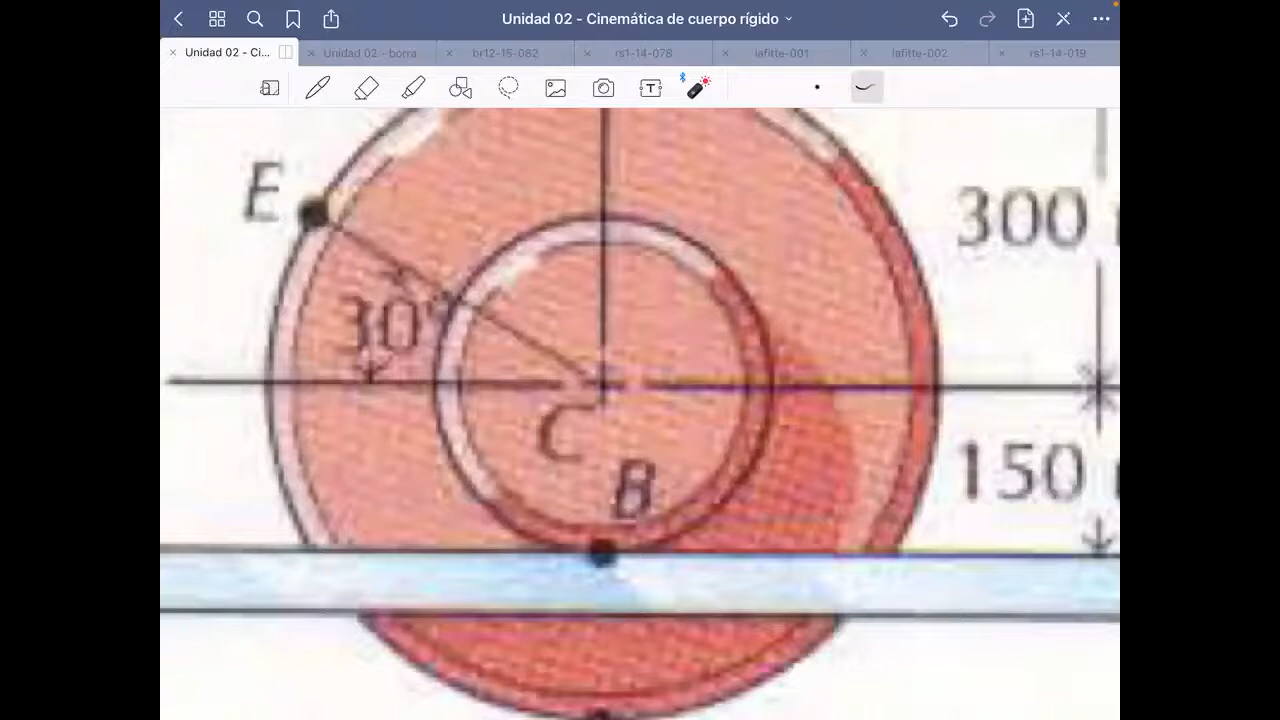 Unidad 02 - Cinemática de cuerpo rígido
Unidad 02 - Ci...
Unidad 02 - borra
br12-15-082
rs1-14-078
lafitte-001
lafitte-002
rs1-14-019
T
E
300
30°
C
150
B